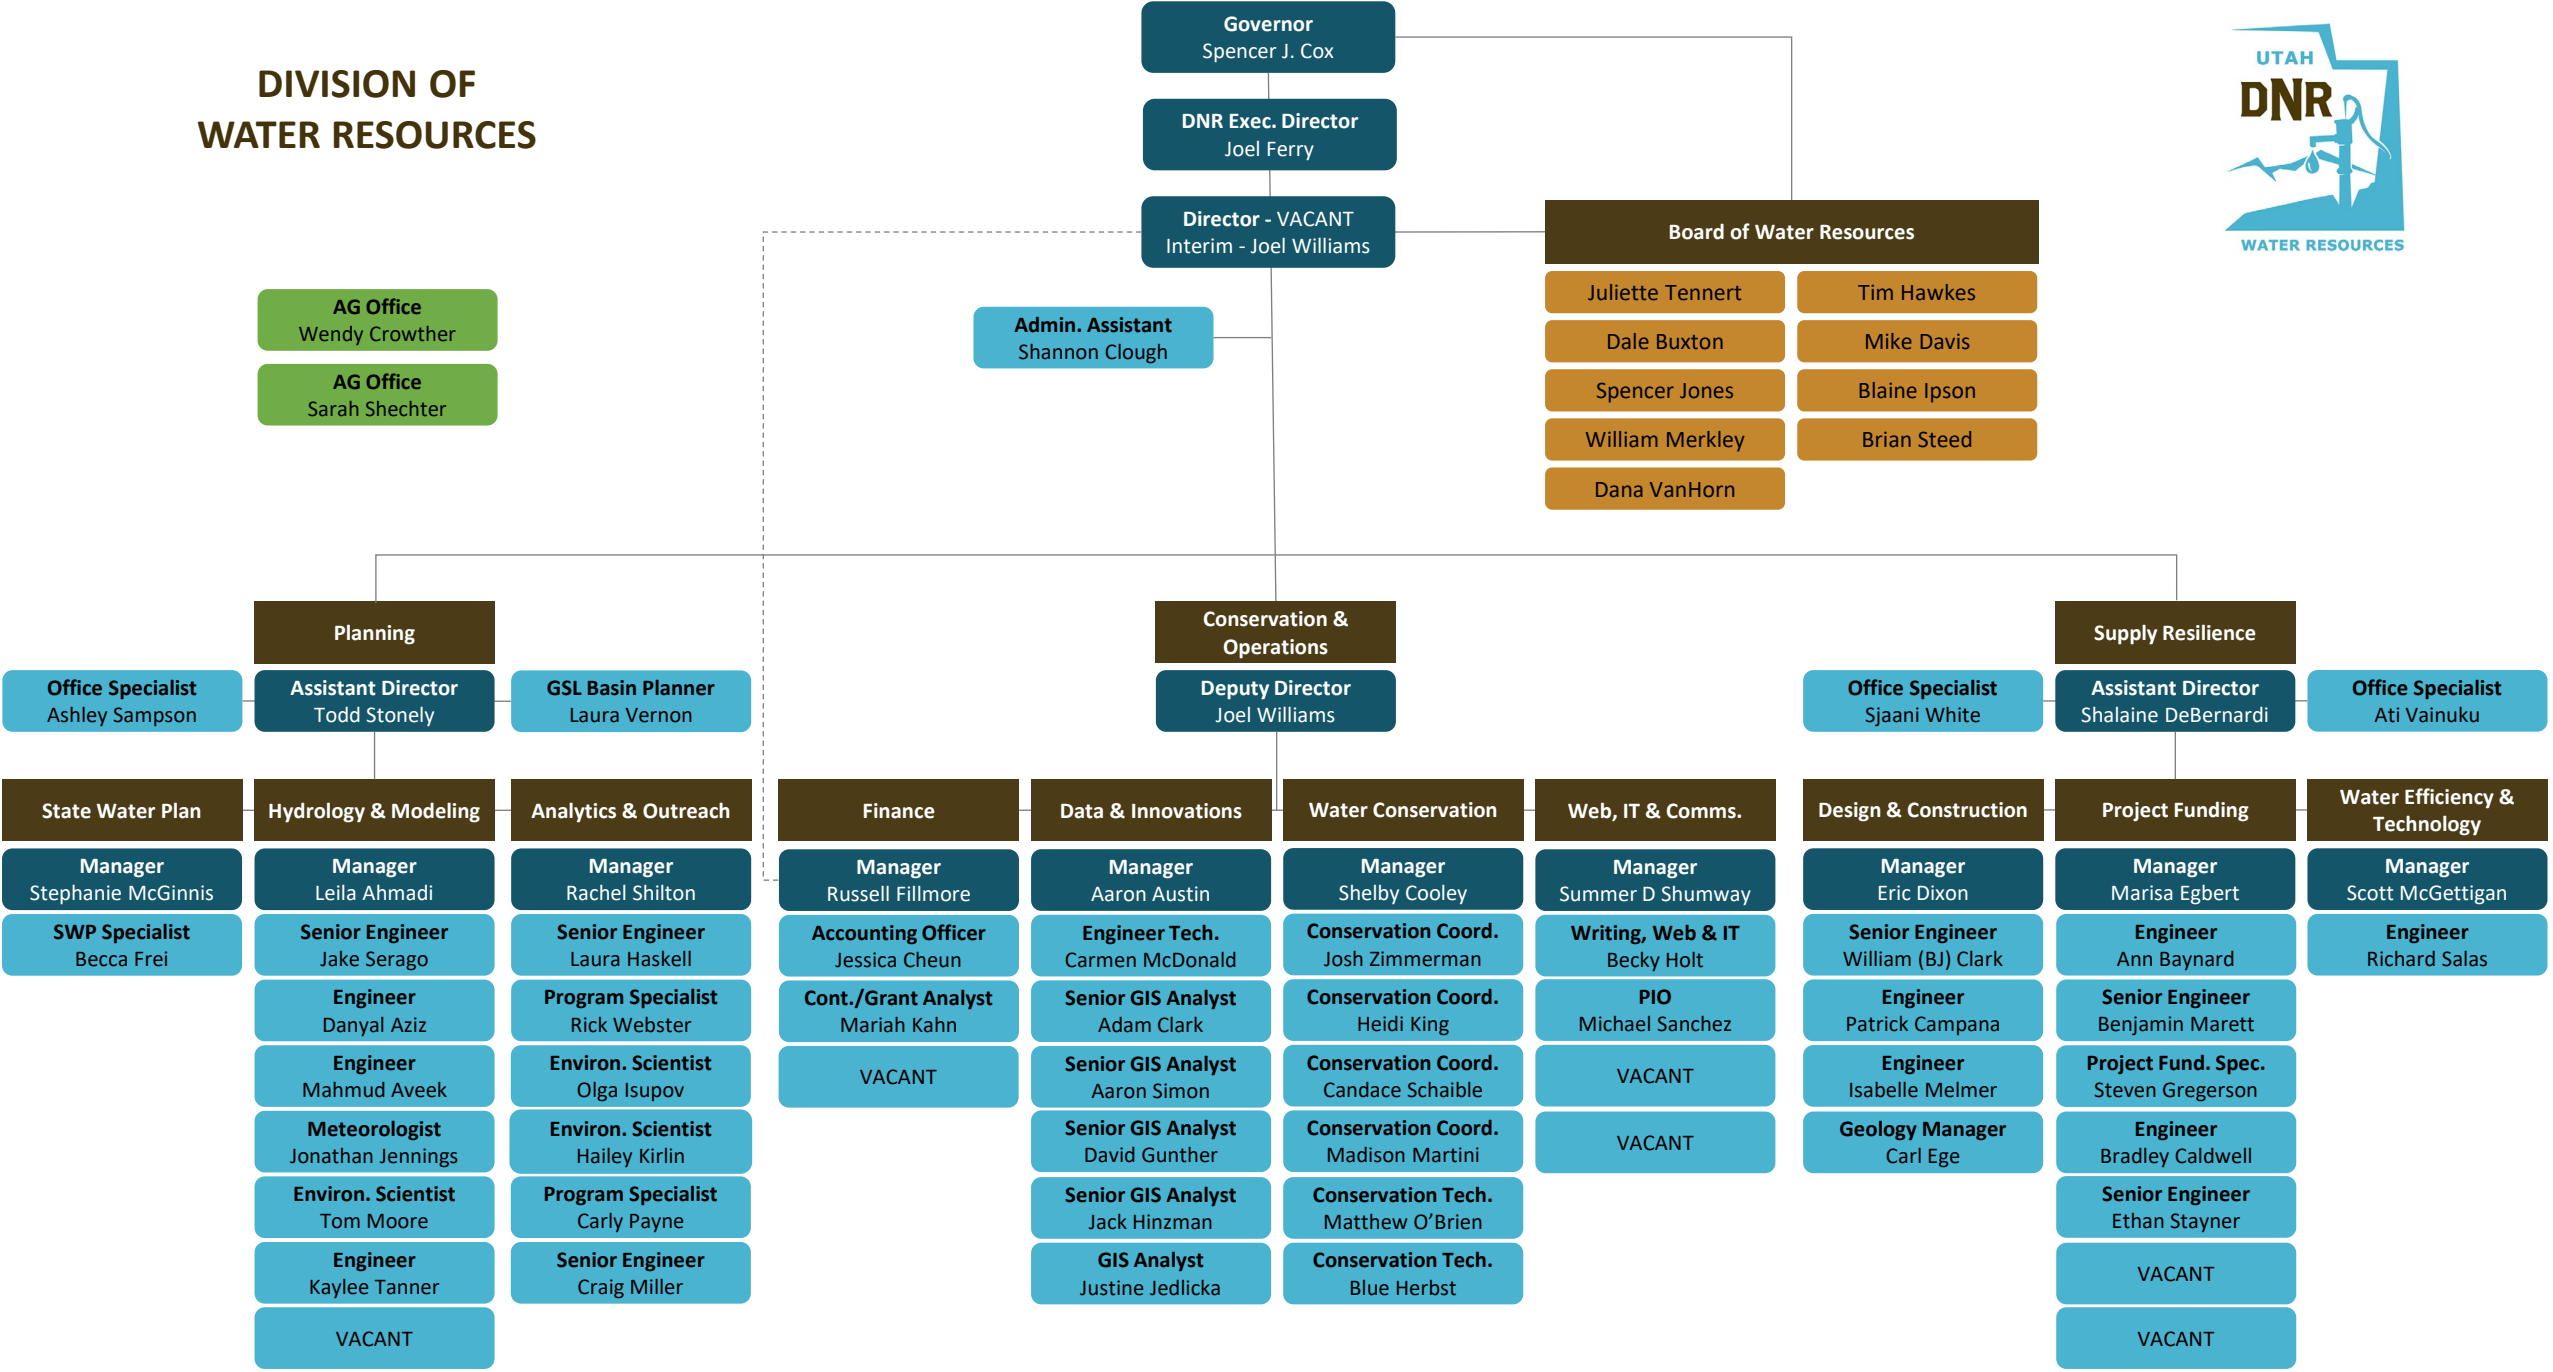 DIVISION OF
WATER RESOURCES
Governor
Spencer J. Cox
DNR Exec. Director
Joel Ferry
Director - VACANT
Interim - Joel Williams
UTAH
DNR
WATER RESOURCES
Board of Water Resources
Juliette Tennert
Tim Hawkes
Dale Buxton
Mike Davis
Spencer Jones
Blaine Ipson
William Merkley
Brian Steed
Dana VanHorn
AG Office
Wendy Crowther
AG Office
Sarah Shechter
Admin. Assistant
Shannon Clough
Planning
Office Specialist
Ashley Sampson
Assistant Director
Todd Stonely
GSL Basin Planner
Laura Vernon
State Water Plan
Manager
Stephanie McGinnis
SWP Specialist
Becca Frei
Hydrology & Modeling
Manager
Leila Ahmadi
Senior Engineer
Jake Serago
Engineer
Danyal Aziz
Engineer
Mahmud Aveek
Meteorologist
Jonathan Jennings
Environ. Scientist
Tom Moore
Engineer
Kaylee Tanner
VACANT
Analytics & Outreach
Manager
Rachel Shilton
Senior Engineer
Laura Haskell
Program Specialist
Rick Webster
Environ. Scientist
Olga Isupov
Environ. Scientist
Hailey Kirlin
Program Specialist
Carly Payne
Senior Engineer
Craig Miller
Conservation &
Operations
Deputy Director
Joel Williams
Finance
Manager
Russell Fillmore
Accounting Officer
Jessica Cheun
Cont./Grant Analyst
Mariah Kahn
VACANT
Data & Innovations
Manager
Aaron Austin
Engineer Tech.
Carmen McDonald
Senior GIS Analyst
Adam Clark
Senior GIS Analyst
Aaron Simon
Senior GIS Analyst
David Gunther
Senior GIS Analyst
Jack Hinzman
GIS Analyst
Justine Jedlicka
Water Conservation
Manager
Shelby Cooley
Conservation Coord.
Josh Zimmerman
Conservation Coord.
Heidi King
Conservation Coord.
Candace Schaible
Conservation Coord.
Madison Martini
Conservation Tech.
Matthew O’Brien
Conservation Tech.
Blue Herbst
Web, IT & Comms.
Manager
Summer D Shumway
Writing, Web & IT
Becky Holt
PIO
Michael Sanchez
VACANT
VACANT
Supply Resilience
Office Specialist
Sjaani White
Assistant Director
Shalaine DeBernardi
Office Specialist
Ati Vainuku
Design & Construction
Manager
Eric Dixon
Senior Engineer
William (BJ) Clark
Engineer
Patrick Campana
Engineer
Isabelle Melmer
Geology Manager
Carl Ege
Project Funding
Manager
Marisa Egbert
Engineer
Ann Baynard
Senior Engineer
Benjamin Marett
Project Fund. Spec.
Steven Gregerson
Engineer
Bradley Caldwell
Senior Engineer
Ethan Stayner
VACANT
VACANT
Water Efficiency &
Technology
Manager
Scott McGettigan
Engineer
Richard Salas